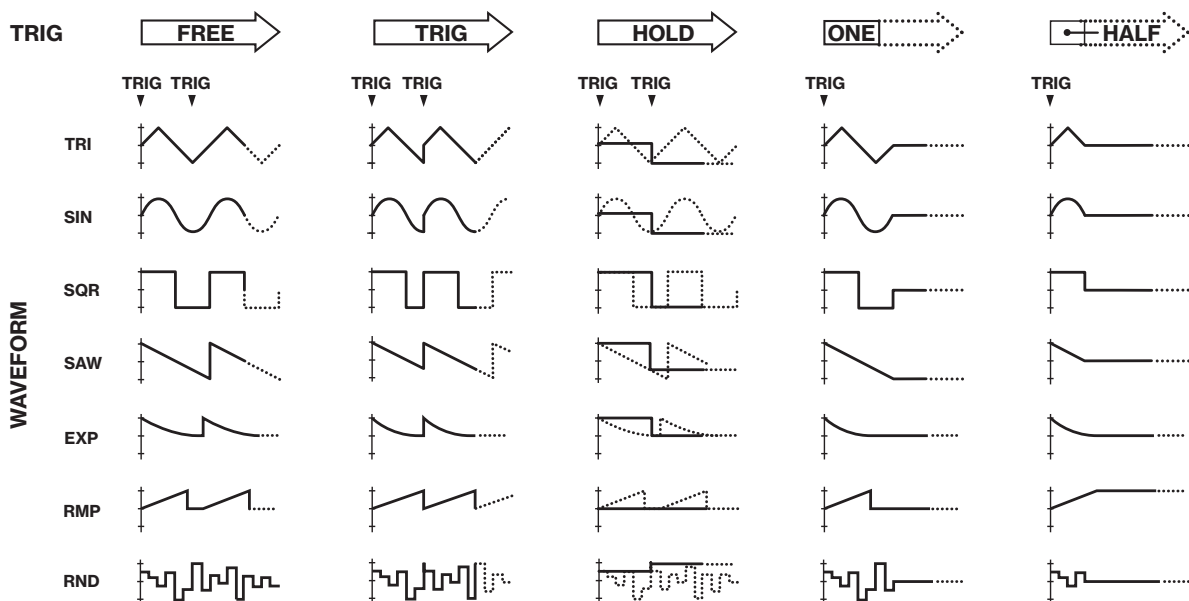 TRIG FREE TRIG HOLD ONE HALF
TRIG TRIG TRIG TRIG TRIG TRIG TRIG TRIG
WAVEFORM
TRI
SIN
SQR
SAW
EXP
RMP
RND